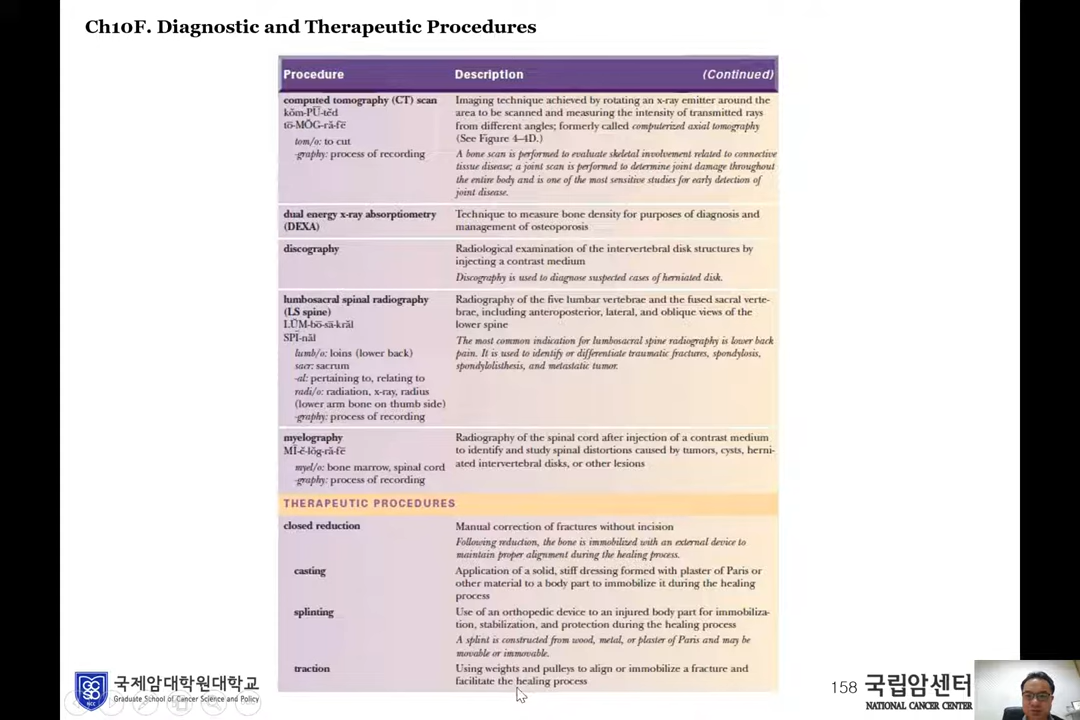 Ch10F. Diagnostic and Therapeutic Procedures
Procedure Description (Continued)
computed tomography (CT) scan
kŏm-PŪ-tĕd
tō-MŎG-ră-fē
tom/o: to cut
-graphy: process of recording
Imaging technique achieved by rotating an x-ray emitter around the
area to be scanned and measuring the intensity of transmitted rays
from different angles; formerly called computerized axial tomography
(See Figure 4–4D.)
A bone scan is performed to evaluate skeletal involvement related to connective
tissue disease; a joint scan is performed to determine joint damage throughout
the entire body and is one of the most sensitive studies for early detection of
joint disease.
dual energy x-ray absorptiometry
(DEXA)
Technique to measure bone density for purposes of diagnosis and
management of osteoporosis
discography
Radiological examination of the intervertebral disk structures by
injecting a contrast medium
Discography is used to diagnose suspected cases of herniated disk.
lumbosacral spinal radiography
(LS spine)
LŬM-bō-sā-krăl
SPĪ-năl
lumb/o: loins (lower back)
sacr: sacrum
-al: pertaining to, relating to
radi/o: radiation, x-ray, radius
(lower arm bone on thumb side)
-graphy: process of recording
Radiography of the five lumbar vertebrae and the fused sacral verte-
brae, including anteroposterior, lateral, and oblique views of the
lower spine
The most common indication for lumbosacral spine radiography is lower back
pain. It is used to identify or differentiate traumatic fractures, spondylosis,
spondylolisthesis, and metastatic tumor.
myelography
MĪ-ĕ-lŏg-ră-fē
myel/o: bone marrow, spinal cord
-graphy: process of recording
Radiography of the spinal cord after injection of a contrast medium
to identify and study spinal distortions caused by tumors, cysts, herni-
ated intervertebral disks, or other lesions
THERAPEUTIC PROCEDURES
closed reduction
Manual correction of fractures without incision
Following reduction, the bone is immobilized with an external device to
maintain proper alignment during the healing process.
casting
Application of a solid, stiff dressing formed with plaster of Paris or
other material to a body part to immobilize it during the healing
process
splinting
Use of an orthopedic device to an injured body part for immobiliza-
tion, stabilization, and protection during the healing process
A splint is constructed from wood, metal, or plaster of Paris and may be
movable or immovable.
traction
Using weights and pulleys to align or immobilize a fracture and
facilitate the healing process
국제암대학원대학교
Graduate School of Cancer Science and Policy
NCC
158
국립암센터
NATIONAL CANCER CENTER